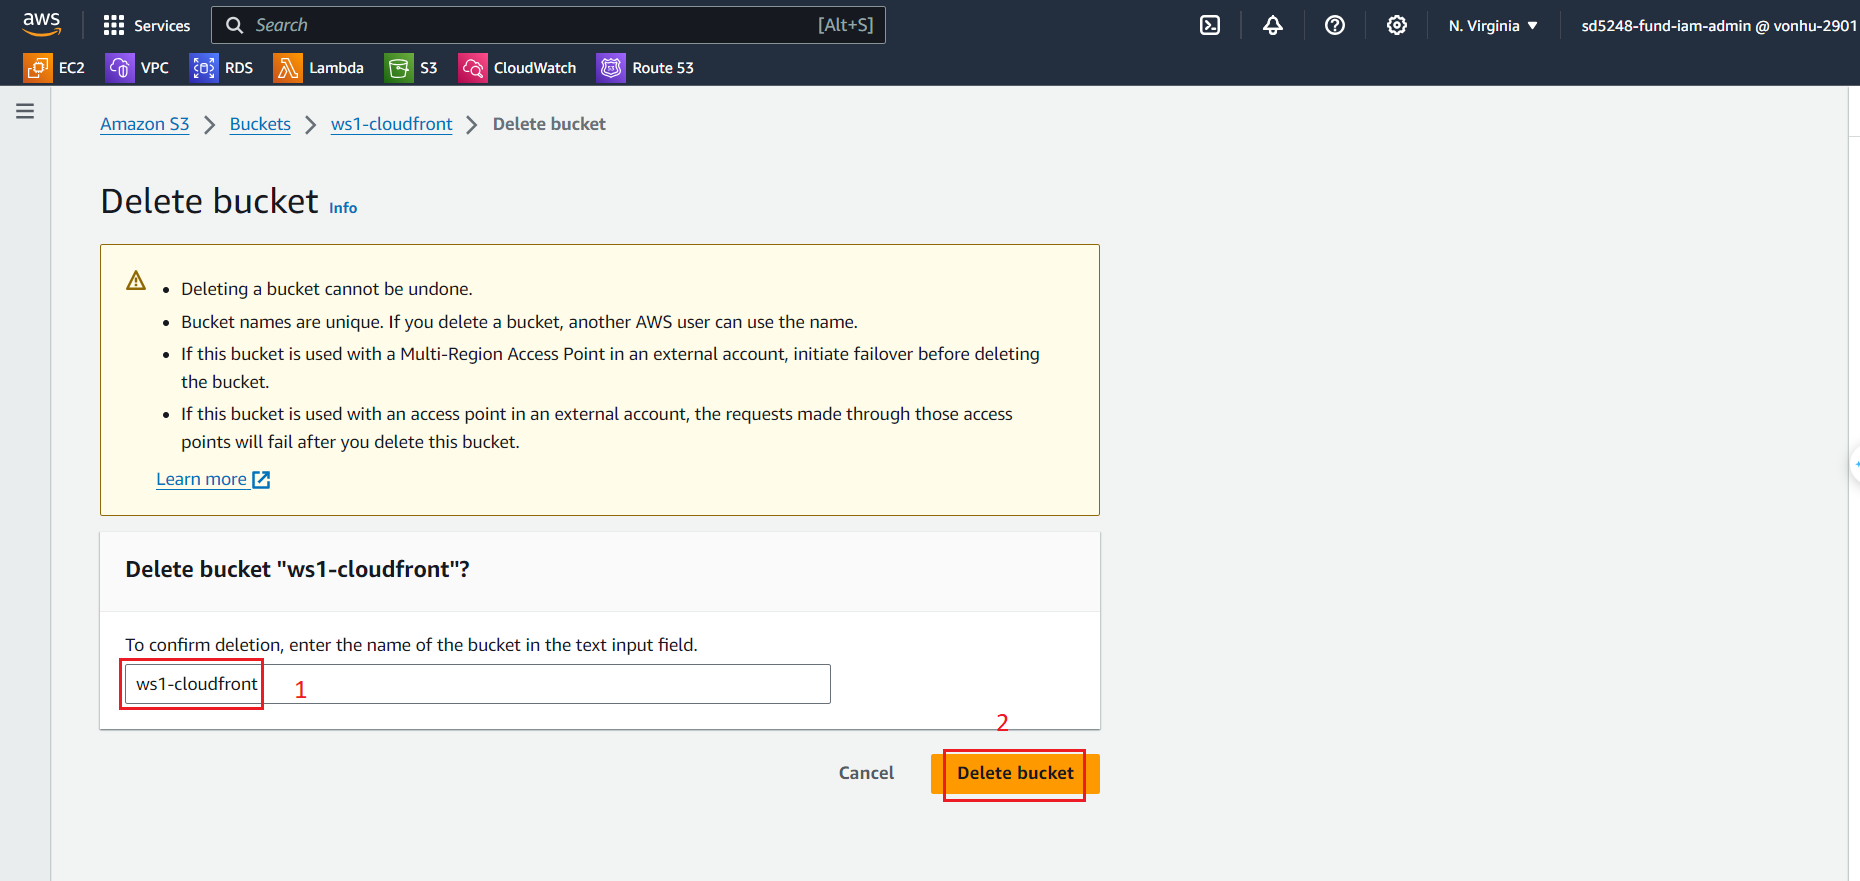 aws
Services
Search
[Alt+S]
N. Virginia
sd5248-fund-iam-admin @ vonhu-2901
EC2
VPC
RDS
Lambda
S3
CloudWatch
Route 53
Amazon S3
Buckets
ws1-cloudfront
Delete bucket
Delete bucket Info
Deleting a bucket cannot be undone.
Bucket names are unique. If you delete a bucket, another AWS user can use the name.
If this bucket is used with a Multi-Region Access Point in an external account, initiate failover before deleting
the bucket.
If this bucket is used with an access point in an external account, the requests made through those access
points will fail after you delete this bucket.
Learn more
Delete bucket "ws1-cloudfront"?
To confirm deletion, enter the name of the bucket in the text input field.
ws1-cloudfront
1
2
Cancel
Delete bucket